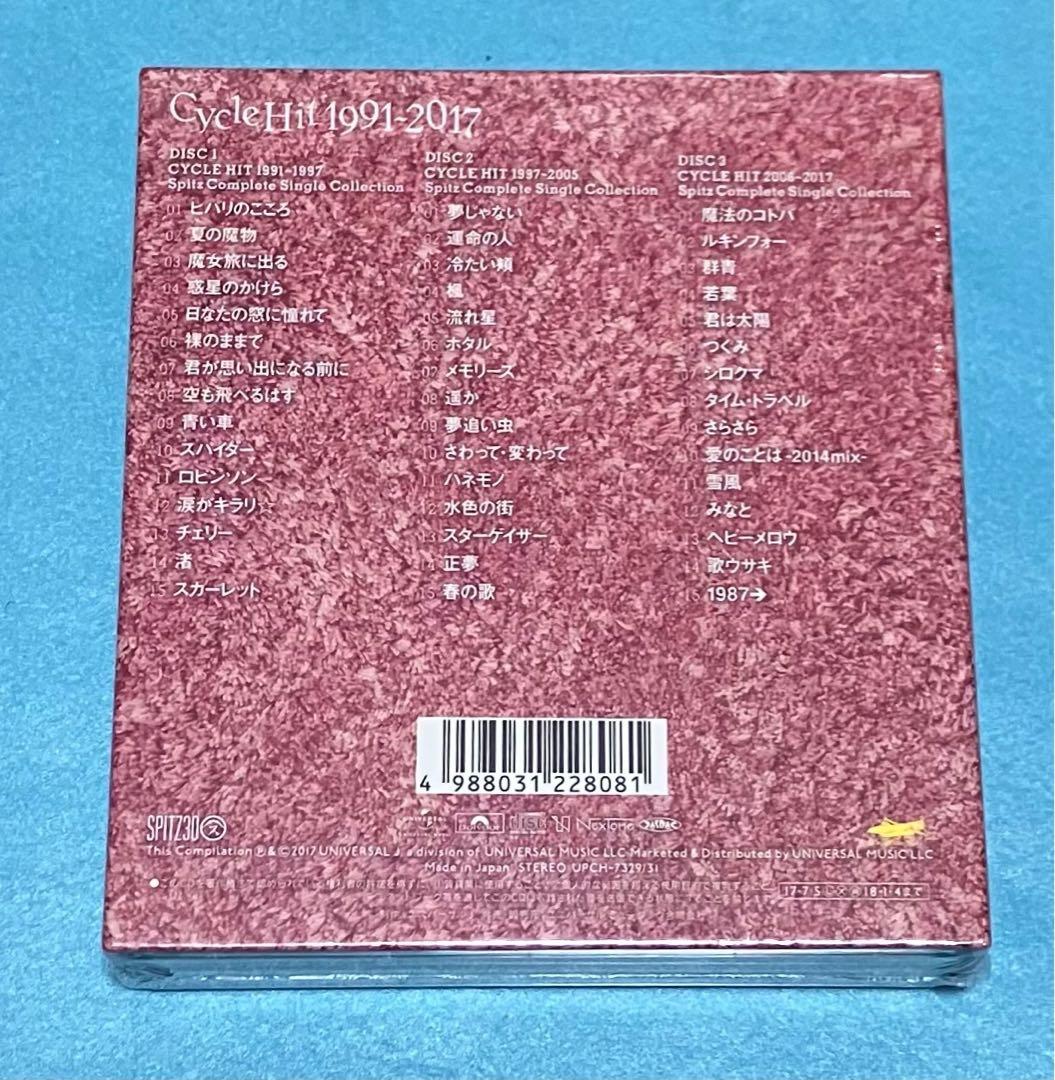 CycleHit 1991-2017
DISC 1
CYCLE HIT 1991~1997
Spitz Complete Single Collection
01 ヒバリのこころ
02 夏の魔物
03 魔女旅に出る
04 惑星のかけら
05 日なたの窓に憧れて
06 裸のままで
07 君が思い出になる前に
08 空も飛べるはず
09 青い車
10 スパイダー
11 ロビンソン
12 涙がキラリ☆
13 チェリー
14 渚
15 スカーレット
DISC 2
CYCLE HIT 1997~2005
Spitz Complete Single Collection
01 夢じゃない
02 運命の人
03 冷たい頬
04 楓
05 流れ星
06 ホタル
07 メモリーズ
08 遥か
09 夢追い虫
10 さわって・変わって
11 ハネモノ
12 水色の街
13 スターゲイザー
14 正夢
15 春の歌
DISC 3
CYCLE HIT 2006~2017
Spitz Complete Single Collection
01 魔法のコトバ
02 ルキンフォー
03 群青
04 若葉
05 君は太陽
06 つぐみ
07 シロクマ
08 タイム・トラベル
09 さらさら
10 愛のことば -2014mix-
11 雪風
12 みなと
13 ヘビーメロウ
14 歌ウサギ
15 1987→
4 988031 228081
SPITZ30
NexTone
This Compilation ℗&©2017 UNIVERSAL J, a division of UNIVERSAL MUSIC LLC Marketed & Distributed by UNIVERSAL MUSIC LLC
Made in Japan STEREO UPCH-7329/31
18・1・4まで